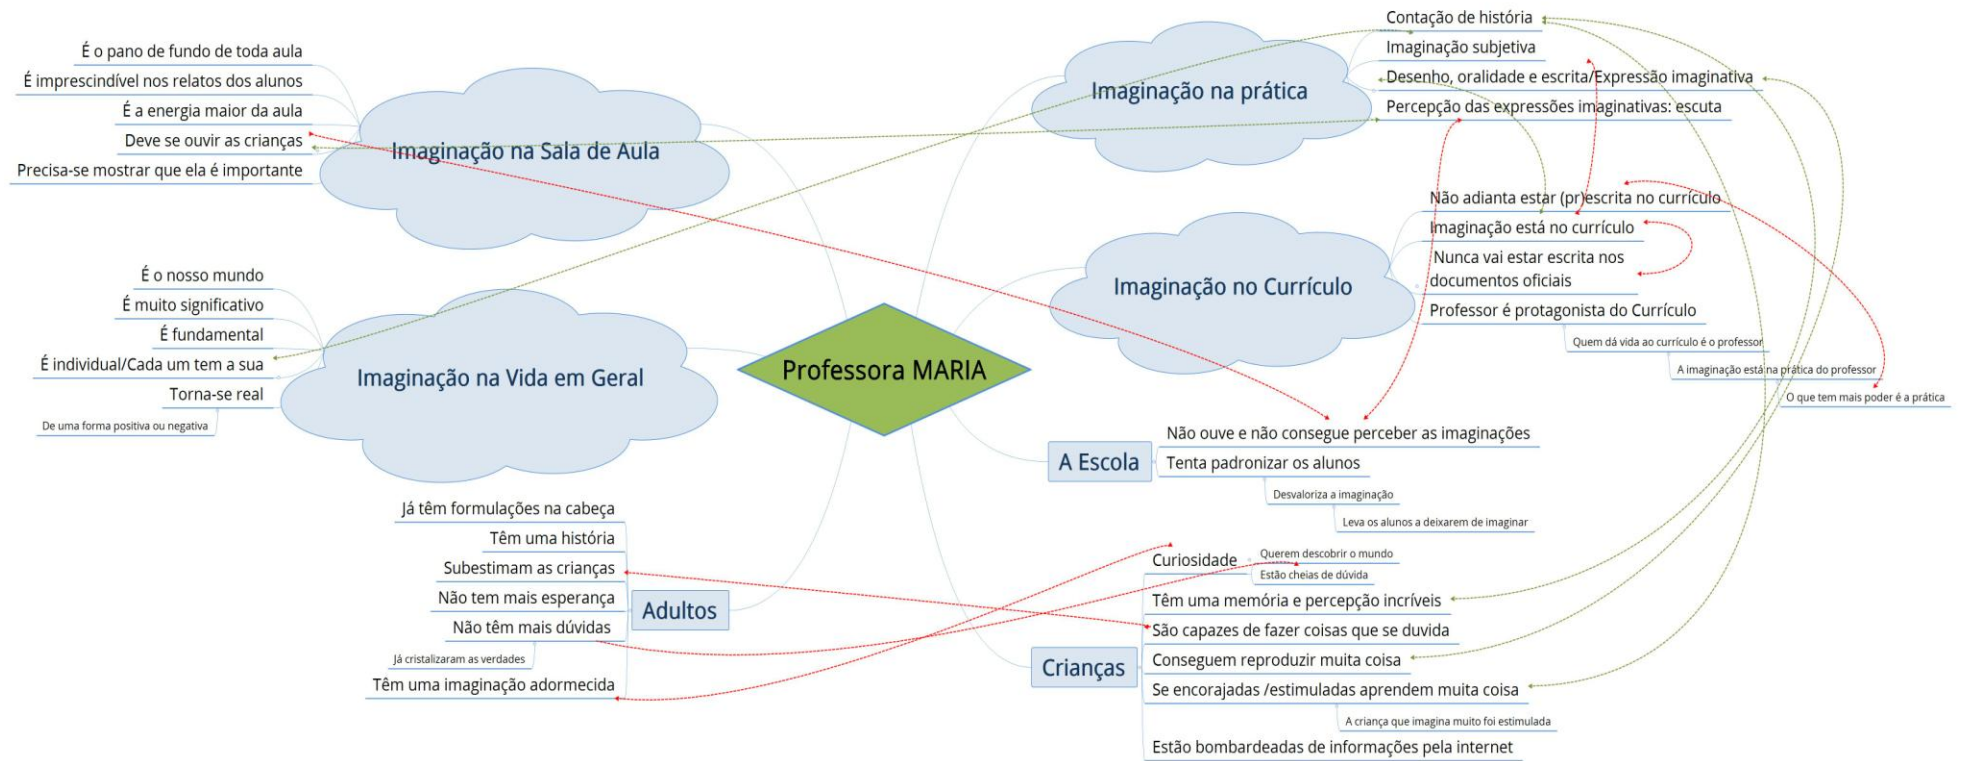 É o pano de fundo de toda aula
É imprescindível nos relatos dos alunos
É a energia maior da aula
Deve se ouvir as crianças
Precisa-se mostrar que ela é importante
Imaginação na Sala de Aula
É o nosso mundo
É muito significativo
É fundamental
É individual/Cada um tem a sua
Torna-se real
De uma forma positiva ou negativa
Imaginação na Vida em Geral
Já têm formulações na cabeça
Têm uma história
Subestimam as crianças
Não tem mais esperança
Não têm mais dúvidas
Já cristalizaram as verdades
Têm uma imaginação adormecida
Adultos
Professora MARIA
Imaginação na prática
Contação de história
Imaginação subjetiva
Desenho, oralidade e escrita/Expressão imaginativa
Percepção das expressões imaginativas: escuta
Imaginação no Currículo
Não adianta estar (pr)escrita no currículo
Imaginação está no currículo
Nunca vai estar escrita nos
documentos oficiais
Professor é protagonista do Currículo
Quem dá vida ao currículo é o professor
A imaginação está na prática do professor
O que tem mais poder é a prática
A Escola
Não ouve e não consegue perceber as imaginações
Tenta padronizar os alunos
Desvaloriza a imaginação
Leva os alunos a deixarem de imaginar
Crianças
Curiosidade
Querem descobrir o mundo
Estão cheias de dúvida
Têm uma memória e percepção incríveis
São capazes de fazer coisas que se duvida
Conseguem reproduzir muita coisa
Se encorajadas /estimuladas aprendem muita coisa
A criança que imagina muito foi estimulada
Estão bombardeadas de informações pela internet